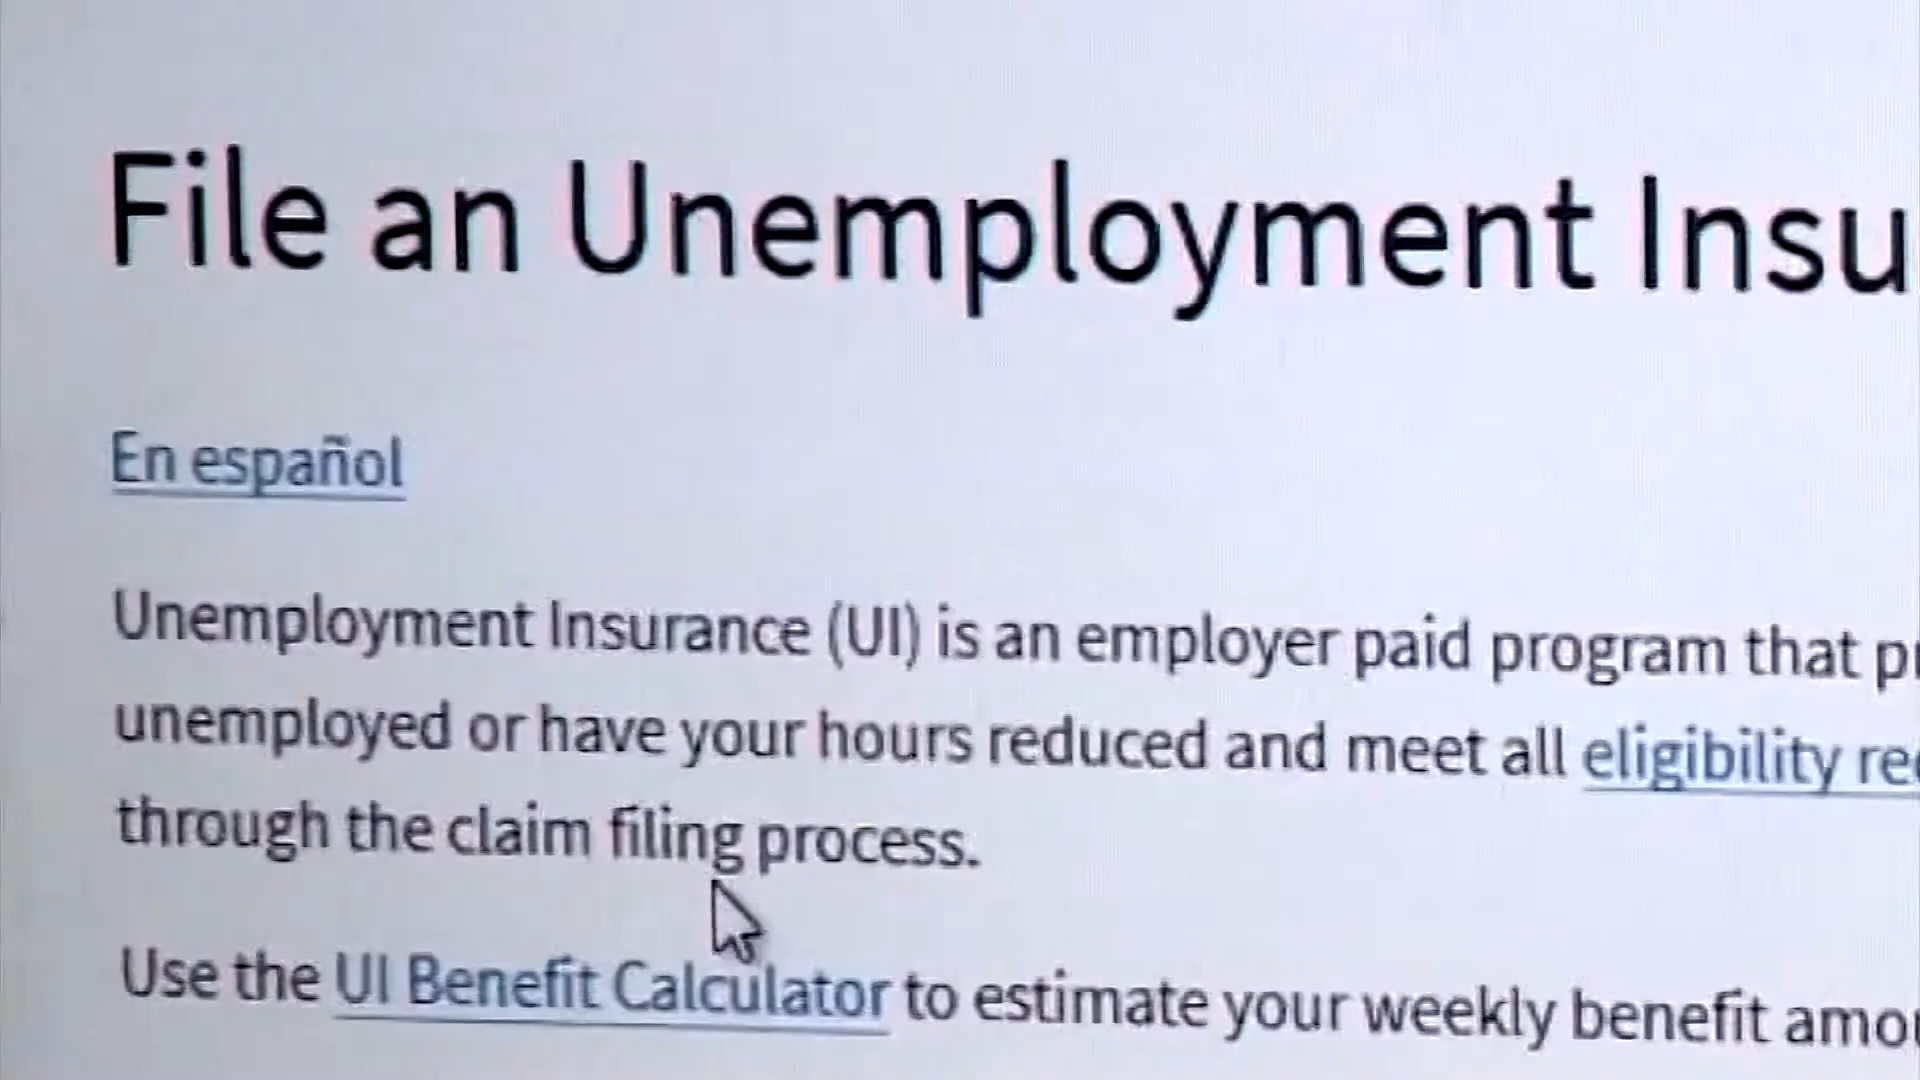 File an Unemployment Insu
En español
Unemployment Insurance (UI) is an employer paid program that
unemployed or have your hours reduced and meet all eligibility
through the claim filing process.
Use the UI Benefit Calculator to estimate your weekly benefit